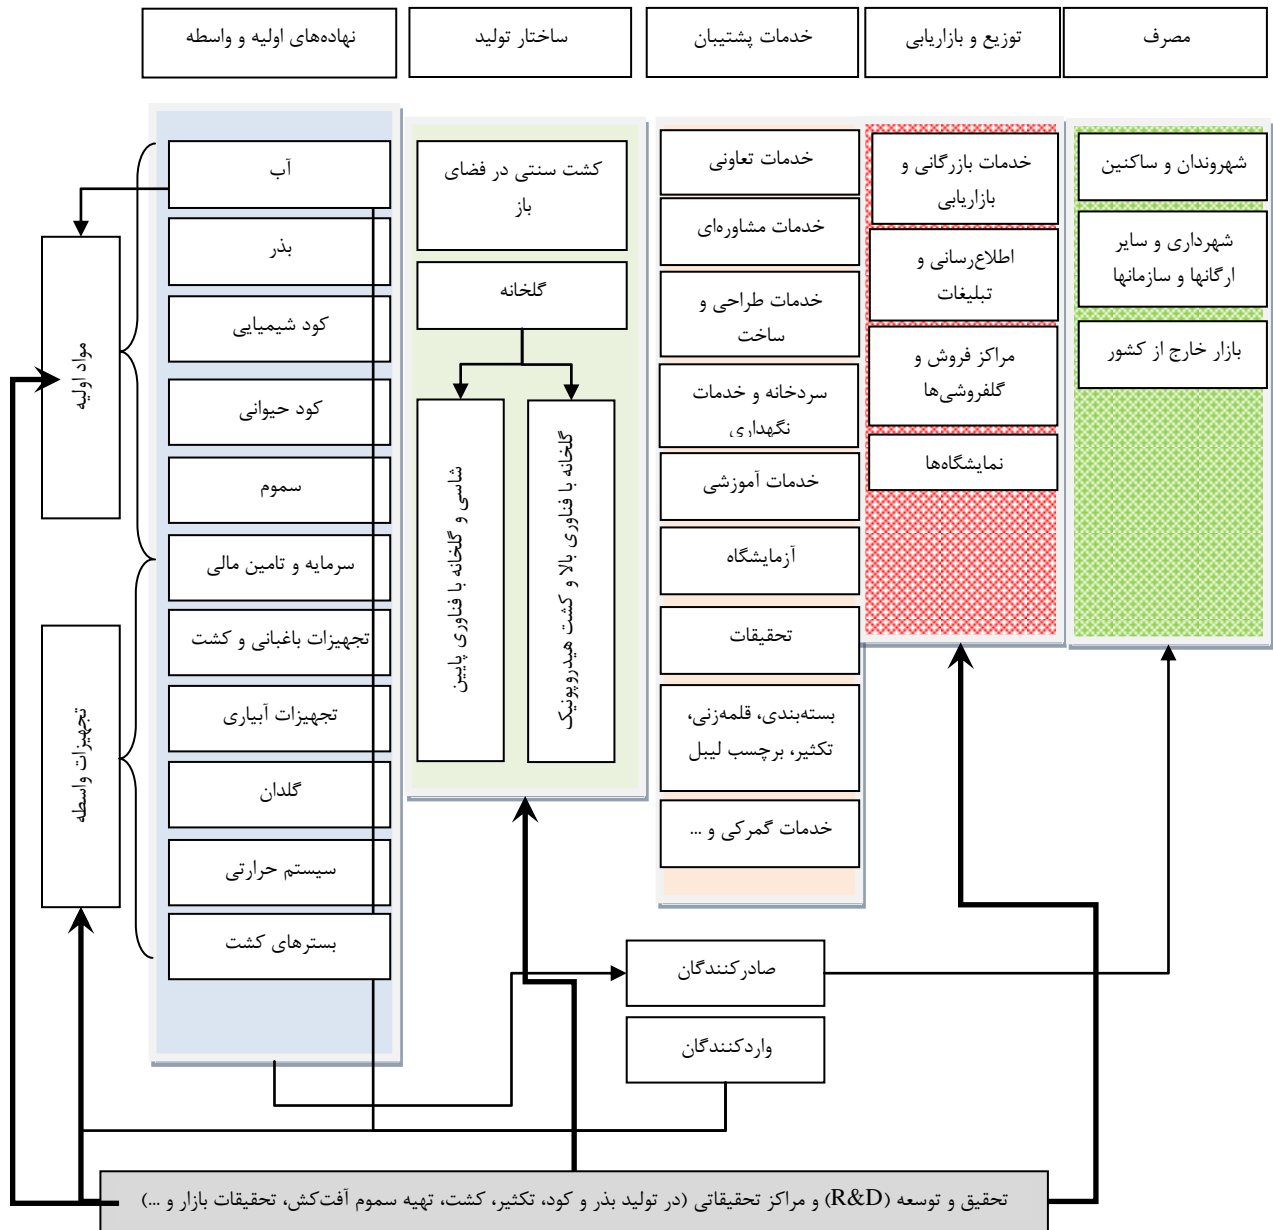 نهاده‌های اولیه و واسطه
ساختار تولید
خدمات پشتیبان
توزیع و بازاریابی
مصرف
مواد اولیه
تجهیزات واسطه
آب
بذر
کود شیمیایی
کود حیوانی
سموم
سرمایه و تامین مالی
تجهیزات باغبانی و کشت
تجهیزات آبیاری
گلدان
سیستم حرارتی
بسترهای کشت
کشت سنتی در فضای
باز
گلخانه
شاسی و گلخانه با فناوری پایین
گلخانه با فناوری بالا و کشت هیدروپونیک
خدمات تعاونی
خدمات مشاوره‌ای
خدمات طراحی و
ساخت
سردخانه و خدمات
نگهداری
خدمات آموزشی
آزمایشگاه
تحقیقات
بسته‌بندی، قلمه‌زنی،
تکثیر، برچسب لیبل
خدمات گمرکی و ...
خدمات بازرگانی و
بازاریابی
اطلاع‌رسانی و
تبلیغات
مراکز فروش و
گلفروشی‌ها
نمایشگاه‌ها
شهروندان و ساکنین
شهرداری و سایر
ارگانها و سازمانها
بازار خارج از کشور
صادرکنندگان
واردکنندگان
تحقیق و توسعه (R&D) و مراکز تحقیقاتی (در تولید بذر و کود، تکثیر، کشت، تهیه سموم آفت‌کش، تحقیقات بازار و ...)